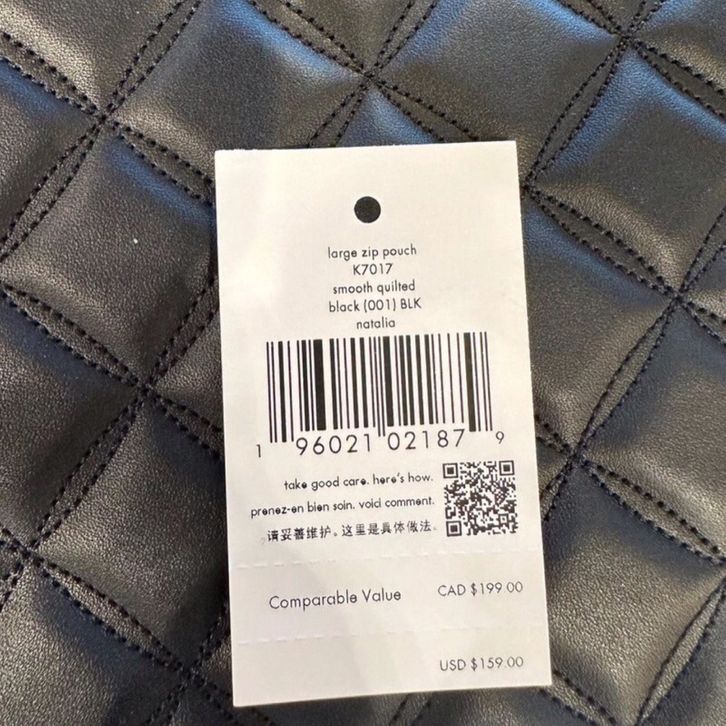 large zip pouch
K7017
smooth quilted
black (001) BLK
natalia
1 96021 02187 9
take good care. here's how.
prenez-en bien soin. voici comment.
请妥善维护。这里是具体做法。
Comparable Value CAD $199.00
USD $159.00